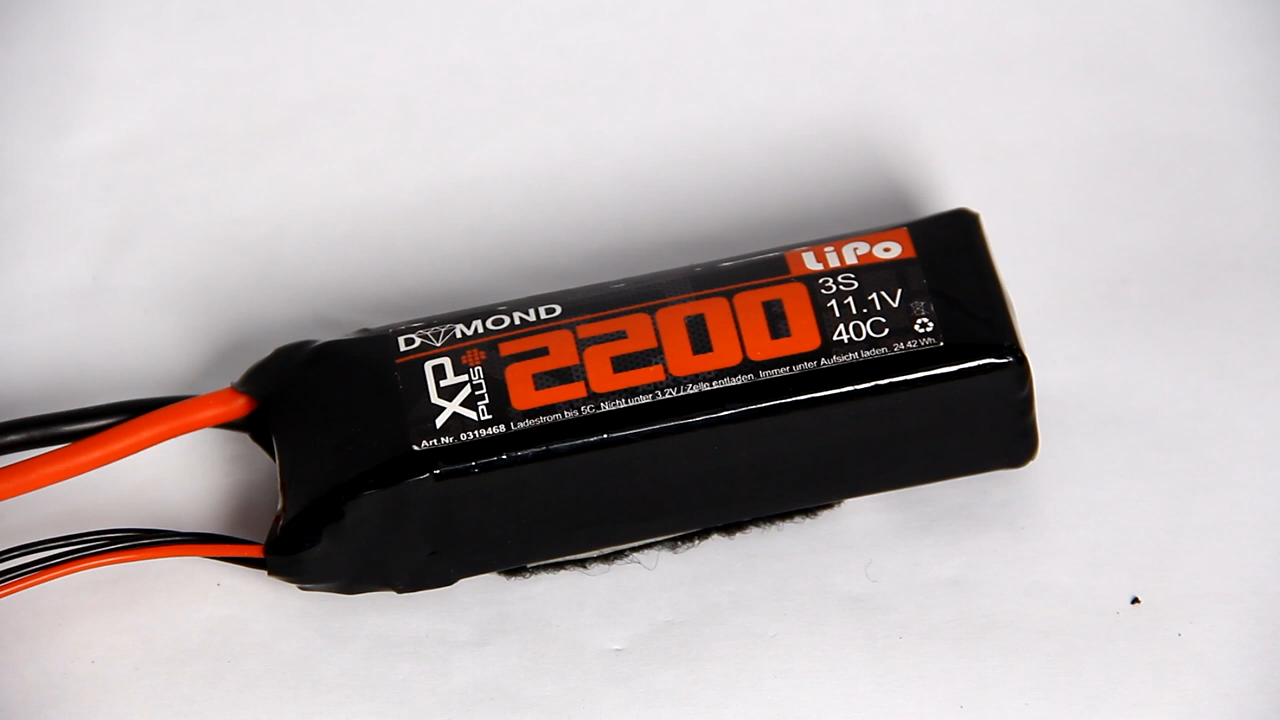 LiPo
DYMOND
XP
PLUS+
2200
3S
11.1V
40C
Art.Nr. 0319468 Ladestrom bis 5C. Nicht unter 3.2V / Zelle entladen. Immer unter Aufsicht laden. 24.42 Wh.